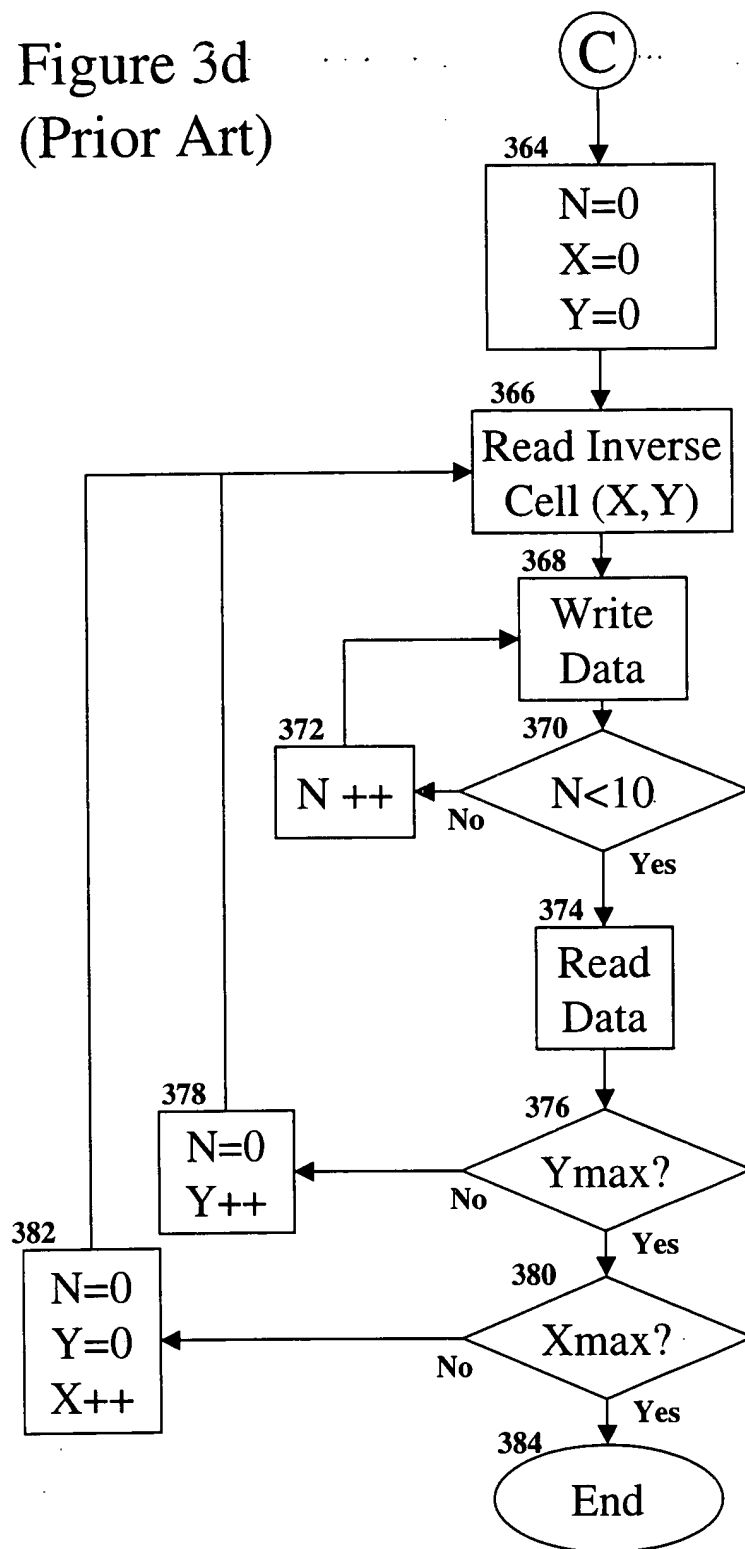 Figure 3d
(Prior Art)
C
364
N=0
X=0
Y=0
366
Read Inverse
Cell (X,Y)
368
Write
Data
372
N ++
370
N<10
No
Yes
374
Read
Data
378
N=0
Y++
376
Ymax?
No
Yes
382
N=0
Y=0
X++
380
Xmax?
No
Yes
384
End